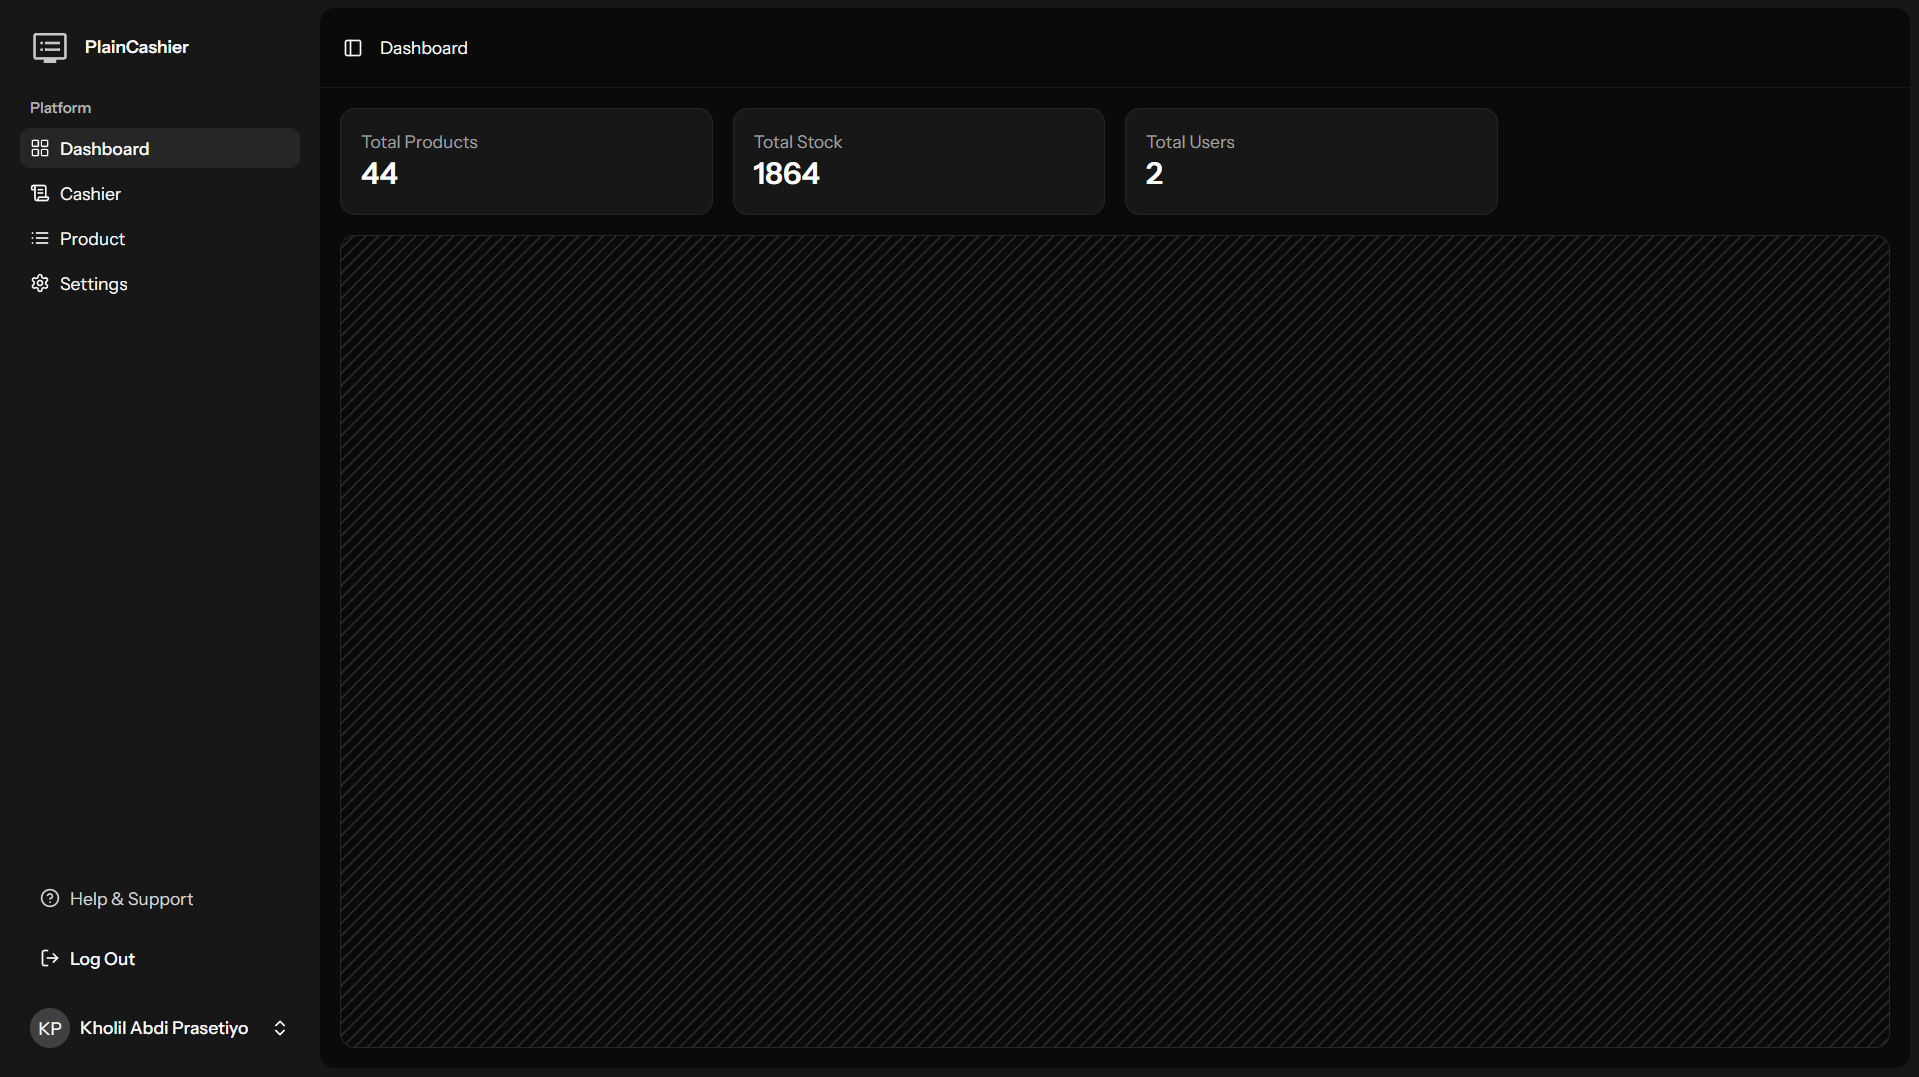 PlainCashier
Platform
Dashboard
Cashier
Product
Settings
Help & Support
Log Out
KP
Kholil Abdi Prasetiyo
Dashboard
Total Products
44
Total Stock
1864
Total Users
2